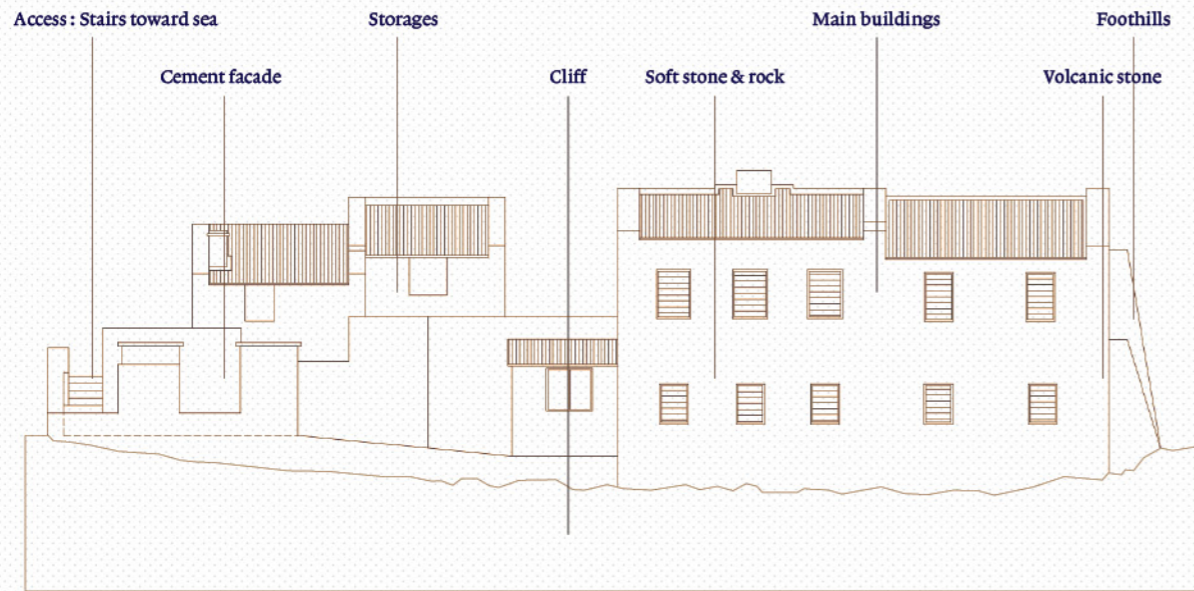 Access : Stairs toward sea
Storages
Main buildings
Foothills
Cement facade
Cliff
Soft stone & rock
Volcanic stone